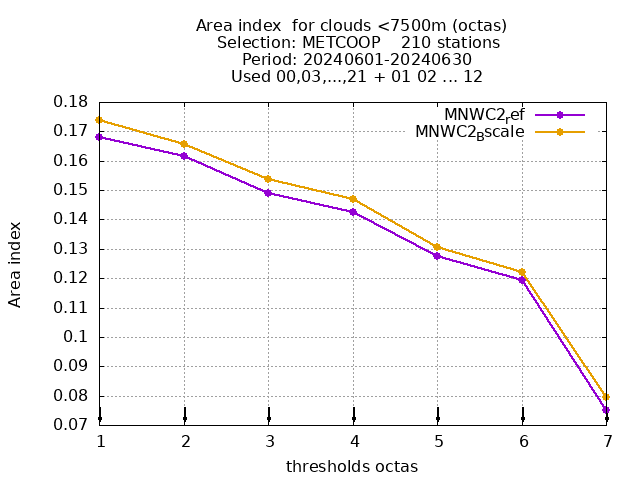 Area index  for clouds <7500m (octas)
Selection: METCOOP    210 stations
Period: 20240601-20240630
Used 00,03,...,21 + 01 02 ... 12
MNWC2ref
MNWC2Bscale
0.18
0.17
0.16
0.15
0.14
0.13
0.12
0.11
0.1
0.09
0.08
0.07
Area index
1 2 3 4 5 6 7
thresholds octas